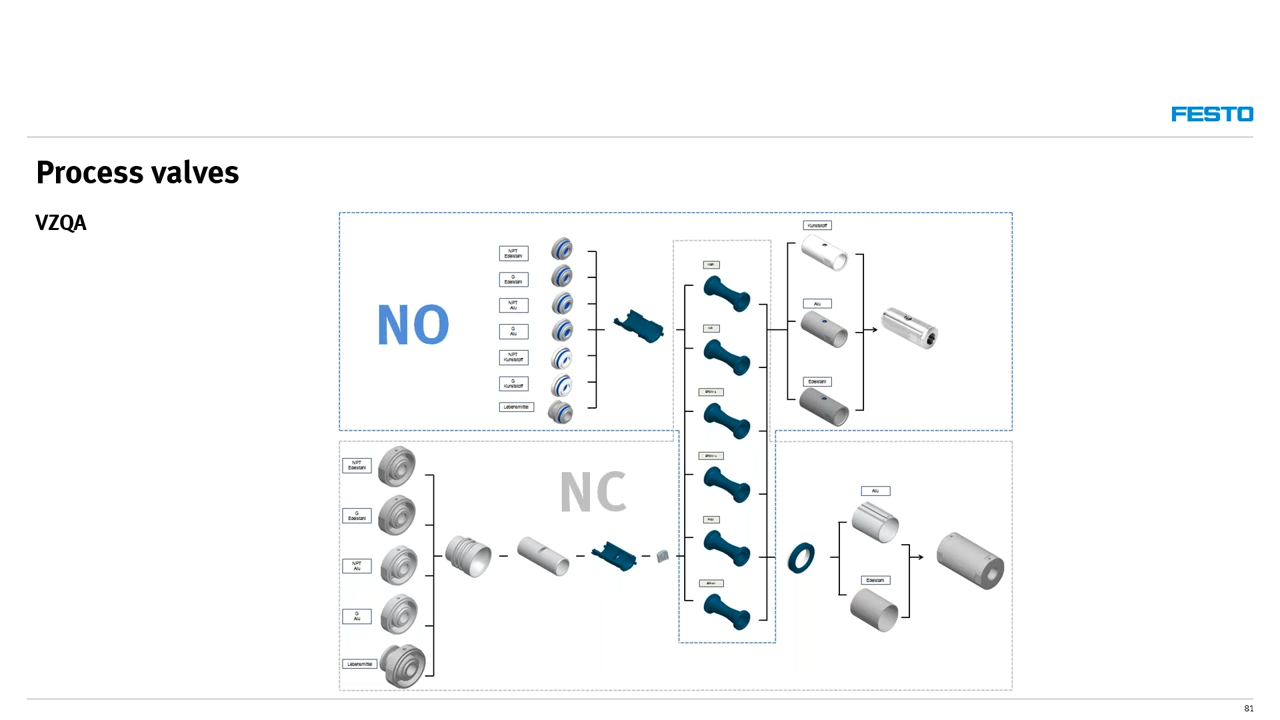 FESTO
Process valves
VZQA
NO
NPT
Edelstahl
G
Edelstahl
NPT
Alu
G
Alu
NPT
Kunststoff
G
Kunststoff
Lebensmittel
Kunststoff
Alu
Edelstahl
NC
NPT
Edelstahl
G
Edelstahl
NPT
Alu
G
Alu
Lebensmittel
Alu
Edelstahl
81